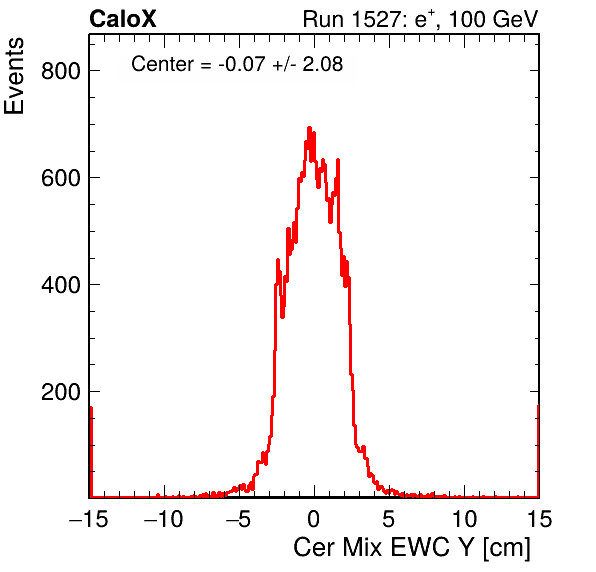 CaloX Run 1527: e⁺, 100 GeV
Center = -0.07 +/- 2.08
Events
800
600
400
200
−15 −10 −5 0 5 10 15
Cer Mix EWC Y [cm]